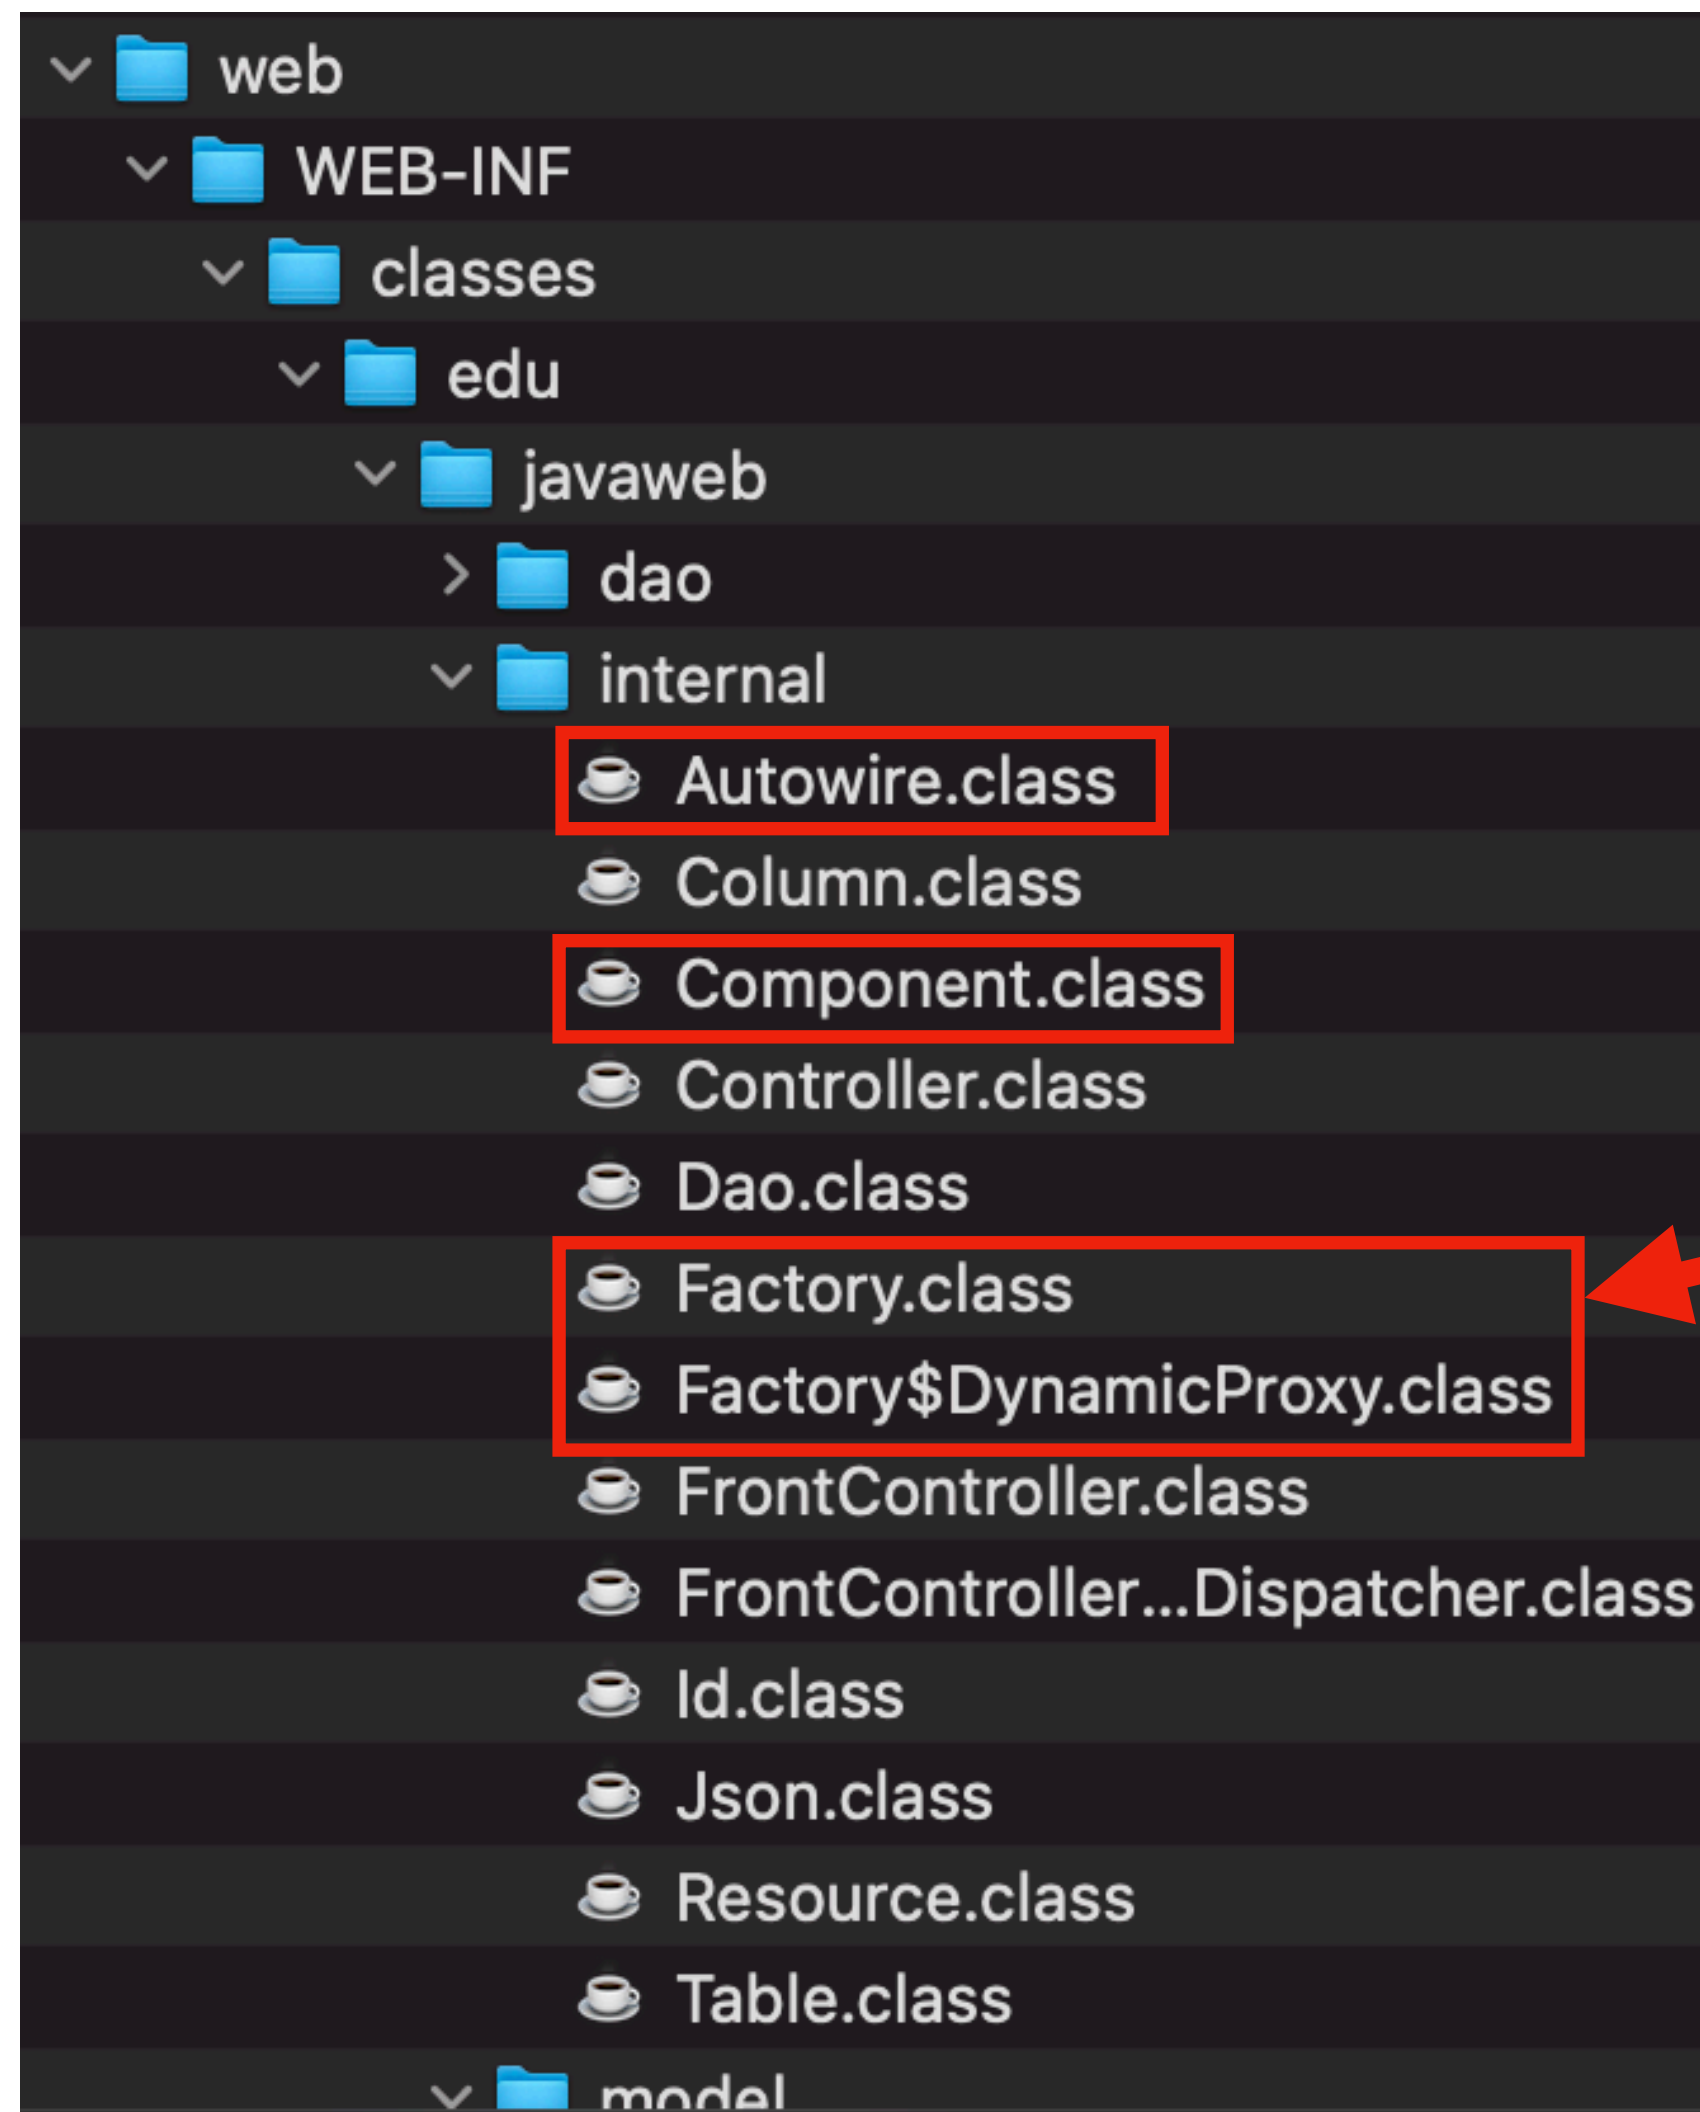 web
WEB-INF
classes
edu
javaweb
dao
internal
Autowire.class
Column.class
Component.class
Controller.class
Dao.class
Factory.class
Factory$DynamicProxy.class
FrontController.class
FrontController...Dispatcher.class
Id.class
Json.class
Resource.class
Table.class
model